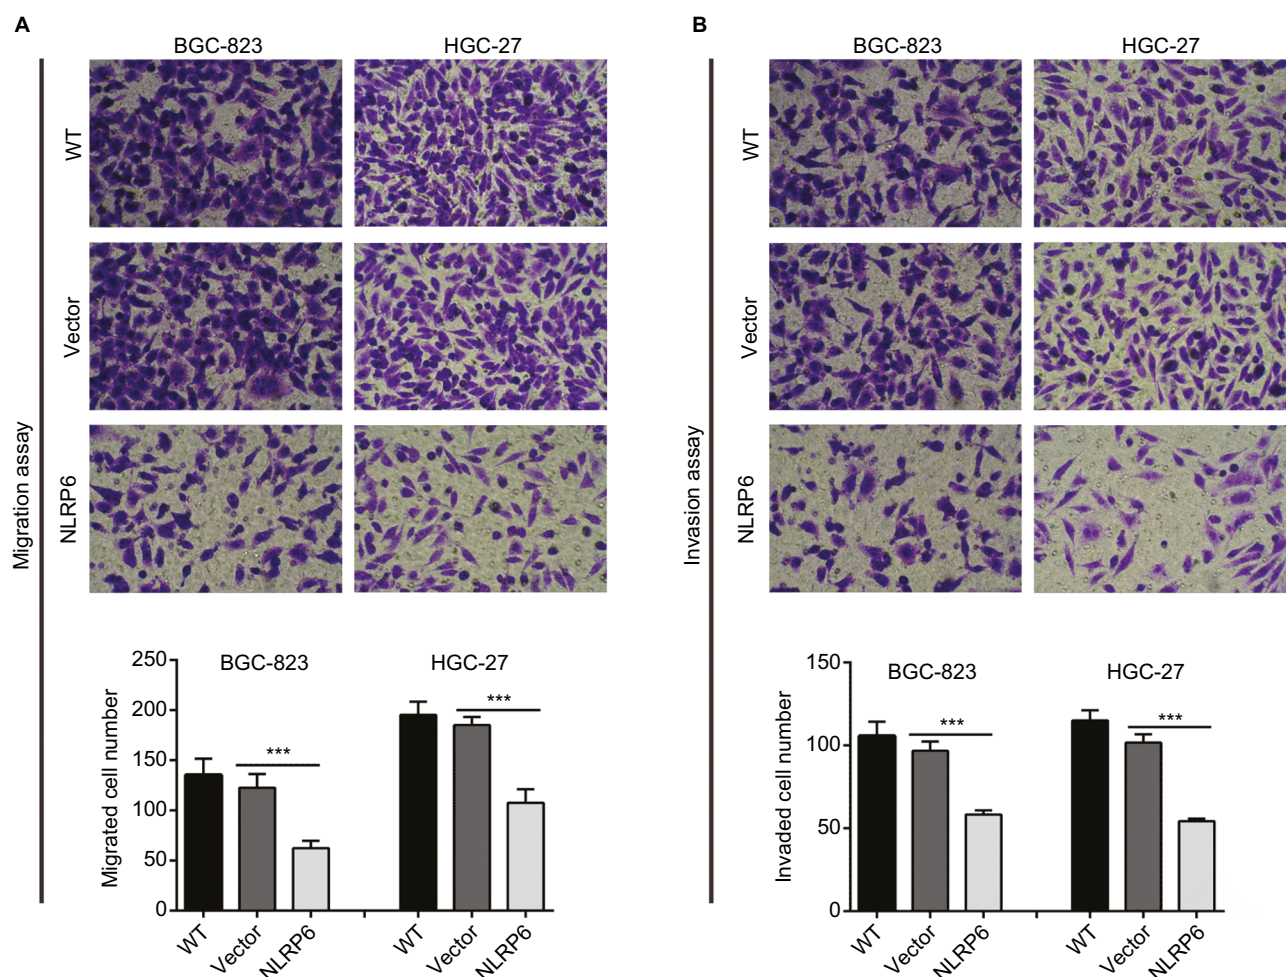 A
BGC-823
HGC-27
WT
Vector
NLRP6
Migration assay
250
200
150
100
50
0
Migrated cell number
BGC-823
HGC-27
***
***
WT
Vector
NLRP6
WT
Vector
NLRP6
B
BGC-823
HGC-27
WT
Vector
NLRP6
Invasion assay
150
100
50
0
Invaded cell number
BGC-823
HGC-27
***
***
WT
Vector
NLRP6
WT
Vector
NLRP6